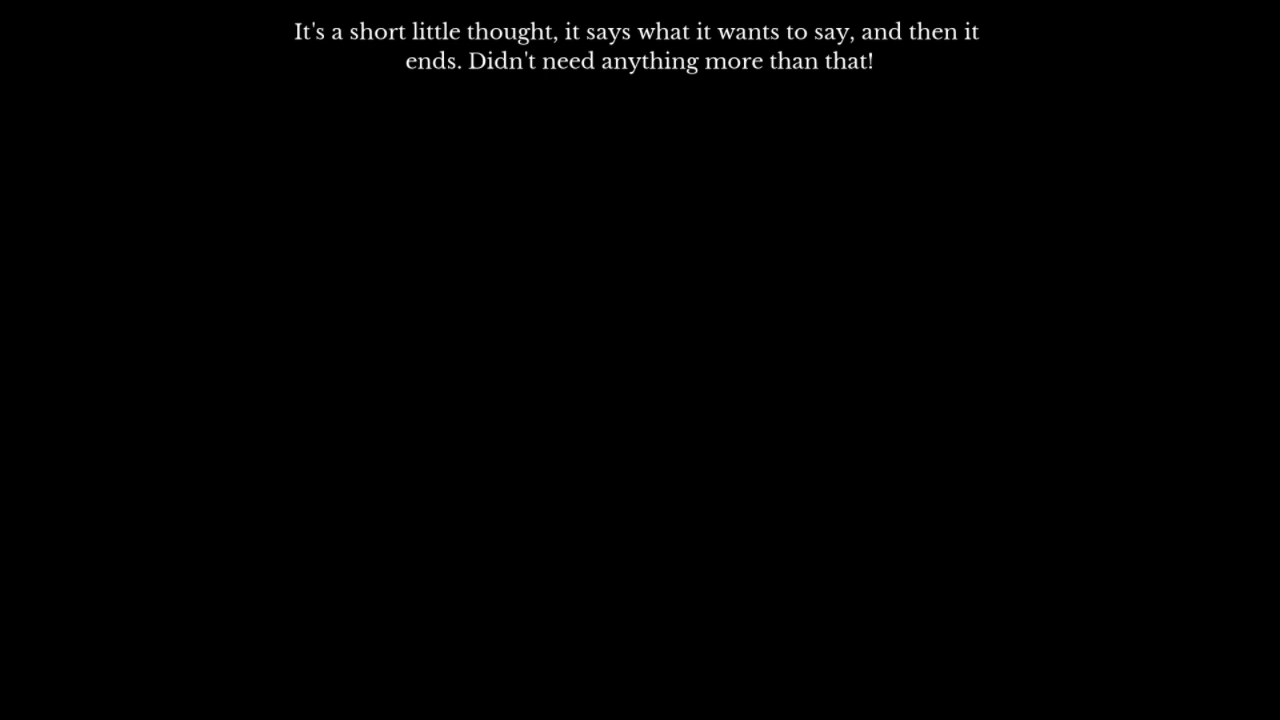 It's a short little thought, it says what it wants to say, and then it
ends. Didn't need anything more than that!